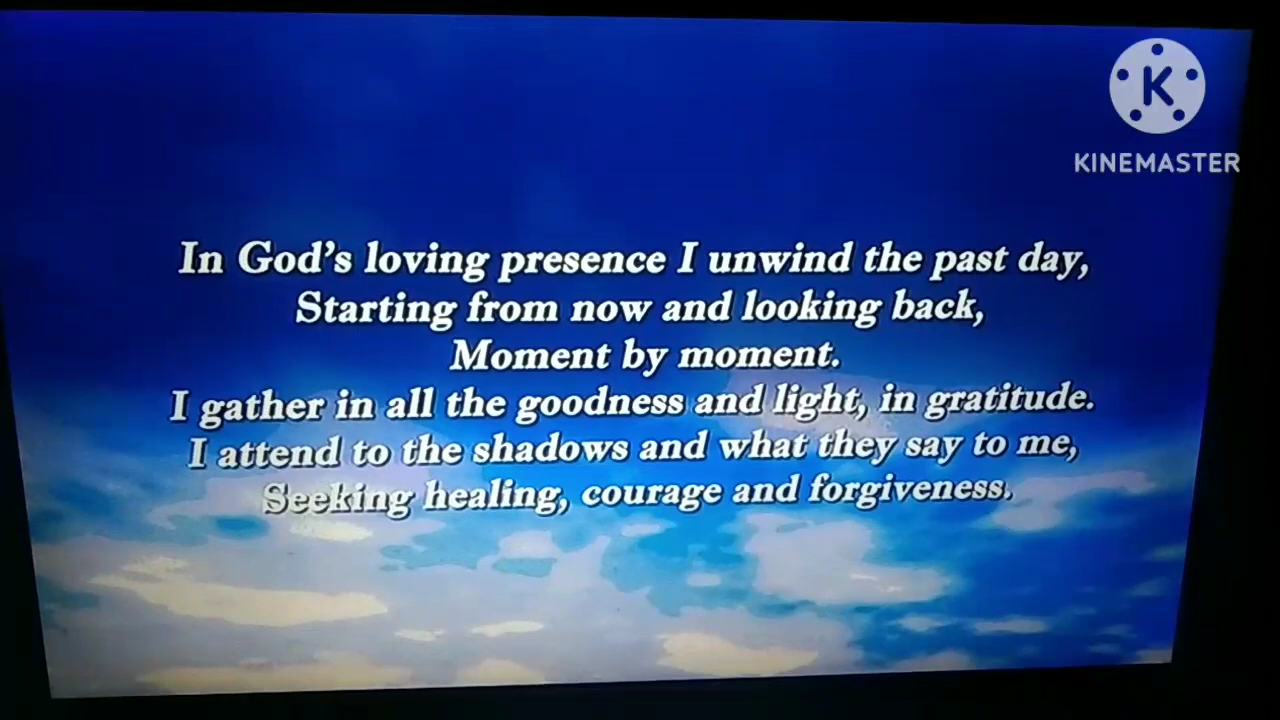 K
KINEMASTER
In God's loving presence I unwind the past day,
Starting from now and looking back,
Moment by moment.
I gather in all the goodness and light, in gratitude.
I attend to the shadows and what they say to me,
Seeking healing, courage and forgiveness.